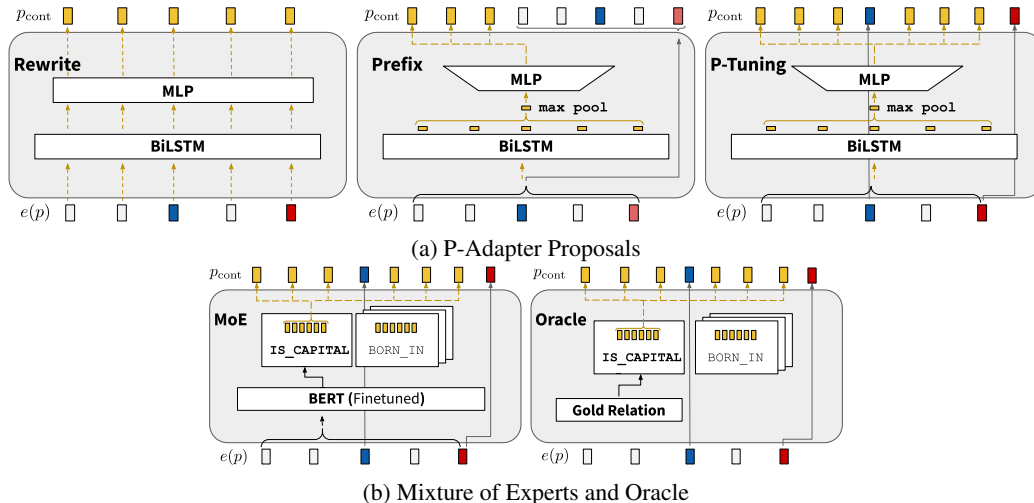 p_cont
Rewrite
MLP
BiLSTM
e(p)
Prefix
MLP
max pool
BiLSTM
e(p)
p_cont
P-Tuning
MLP
max pool
BiLSTM
e(p)
p_cont
(a) P-Adapter Proposals
p_cont
MoE
IS_CAPITAL
BORN_IN
BERT (Finetuned)
e(p)
p_cont
Oracle
IS_CAPITAL
BORN_IN
Gold Relation
e(p)
(b) Mixture of Experts and Oracle